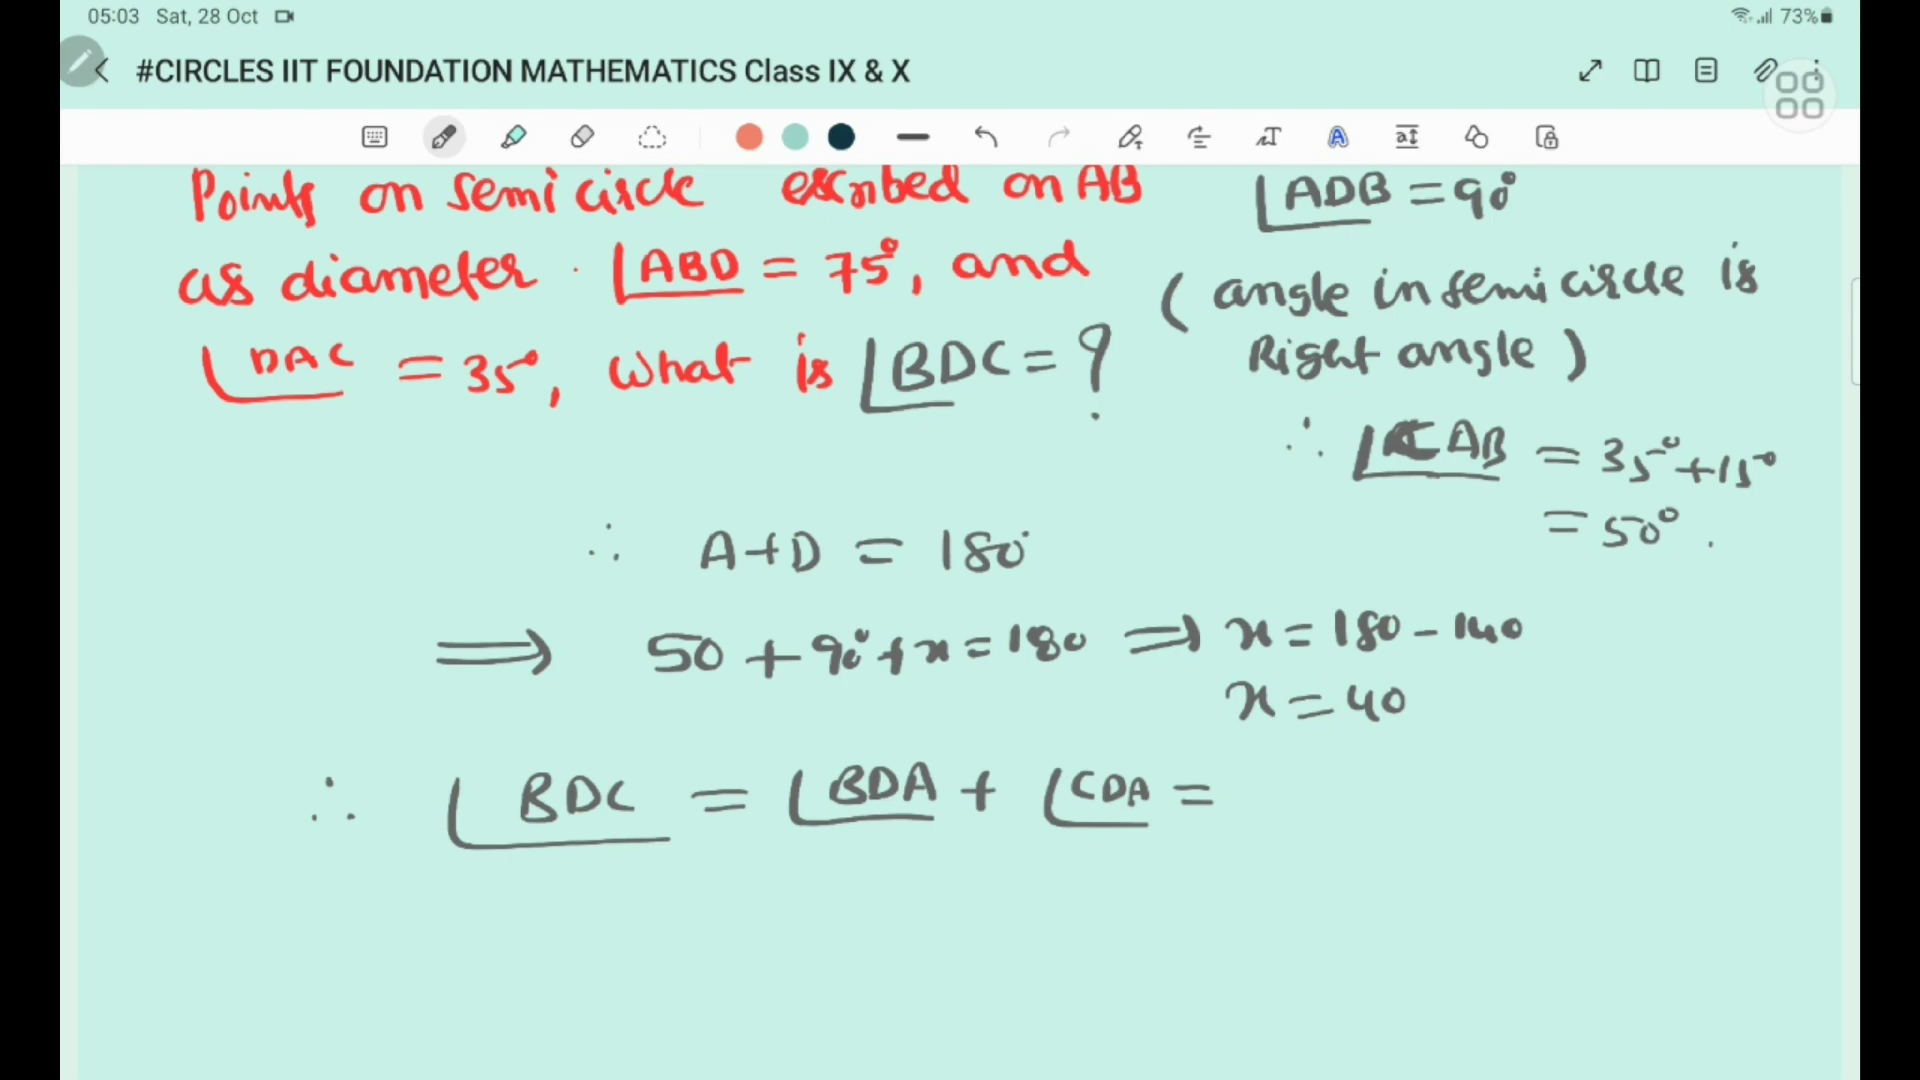 05:03 Sat, 28 Oct
73%
#CIRCLES IIT FOUNDATION MATHEMATICS Class IX & X
Points on semi circle on AB
as diameter . ∠ABD = 75°, and
∠DAC = 35°, what is ∠BDC = ?
∠ADB = 90°
(angle in semi circle is
Right angle)
∴ ∠CAB = 35° + 15°
= 50°.
∴ A+D = 180°
⟹ 50 + 90° + x = 180 ⟹ x = 180 - 140
x = 40
∴ ∠BDC = ∠BDA + ∠CDA =